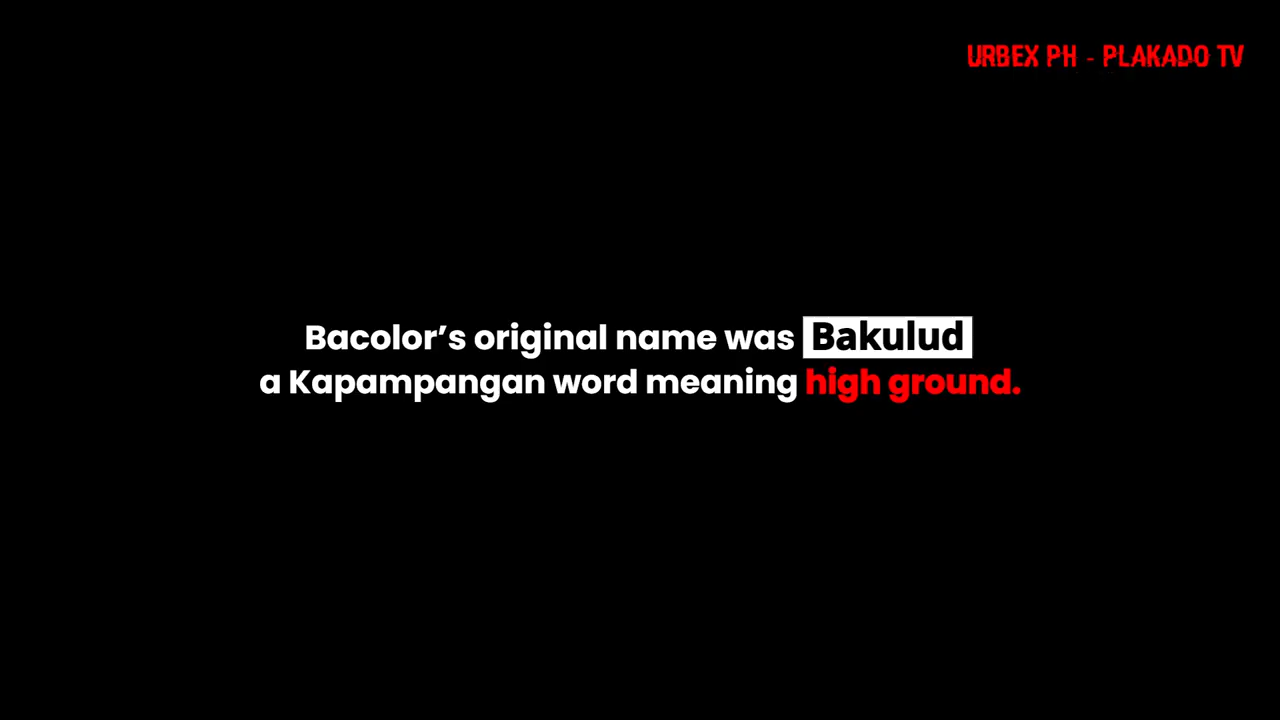 URBEX PH - PLAKADO TV
Bacolor’s original name was Bakulud
a Kapampangan word meaning high ground.